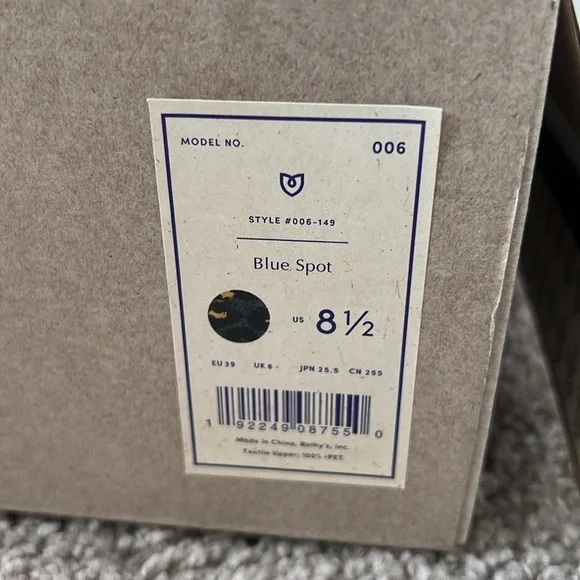 MODEL NO. 006
STYLE #006-149
Blue Spot
US 8 ½
EU 39 UK 6 JPN 25.5 CN 255
1 92249 08755 0
Made in China, Rothy's, Inc.
Textile Upper: 100% rPET